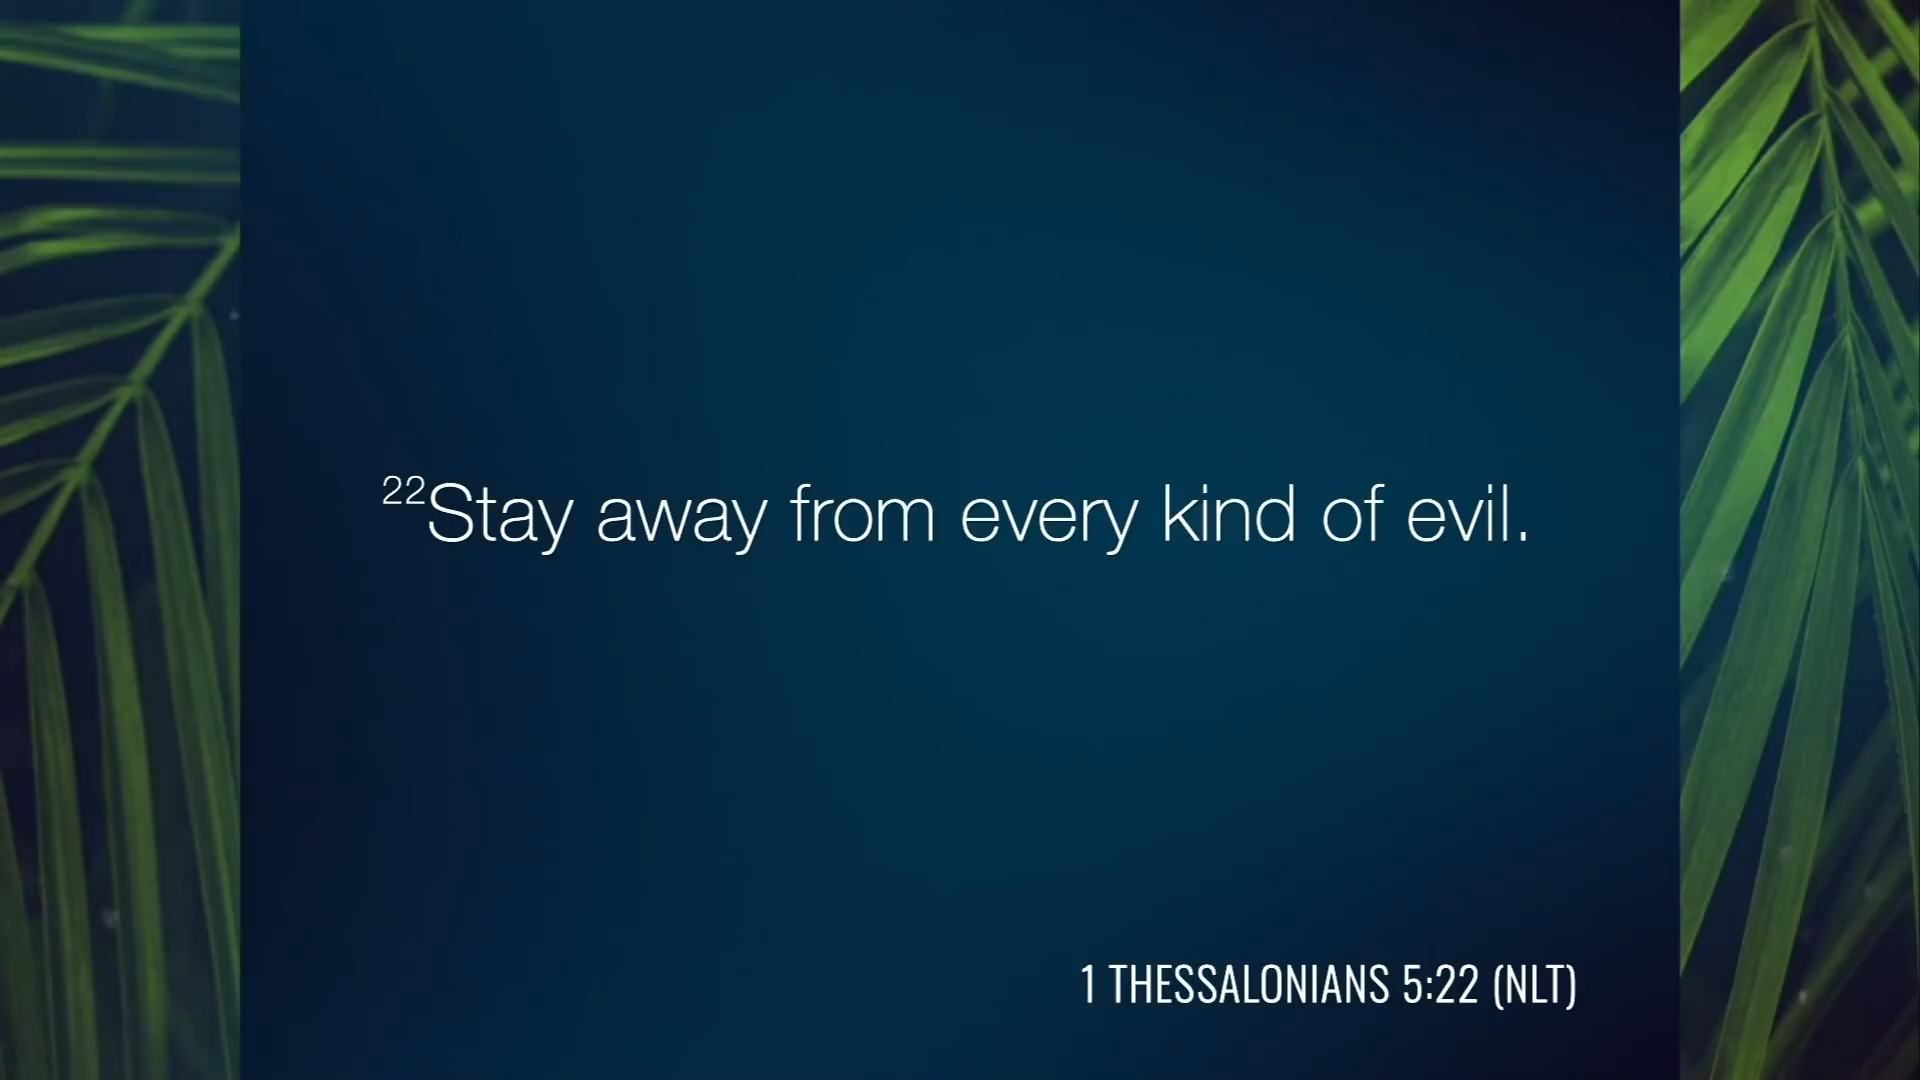 22Stay away from every kind of evil.
1 THESSALONIANS 5:22 (NLT)